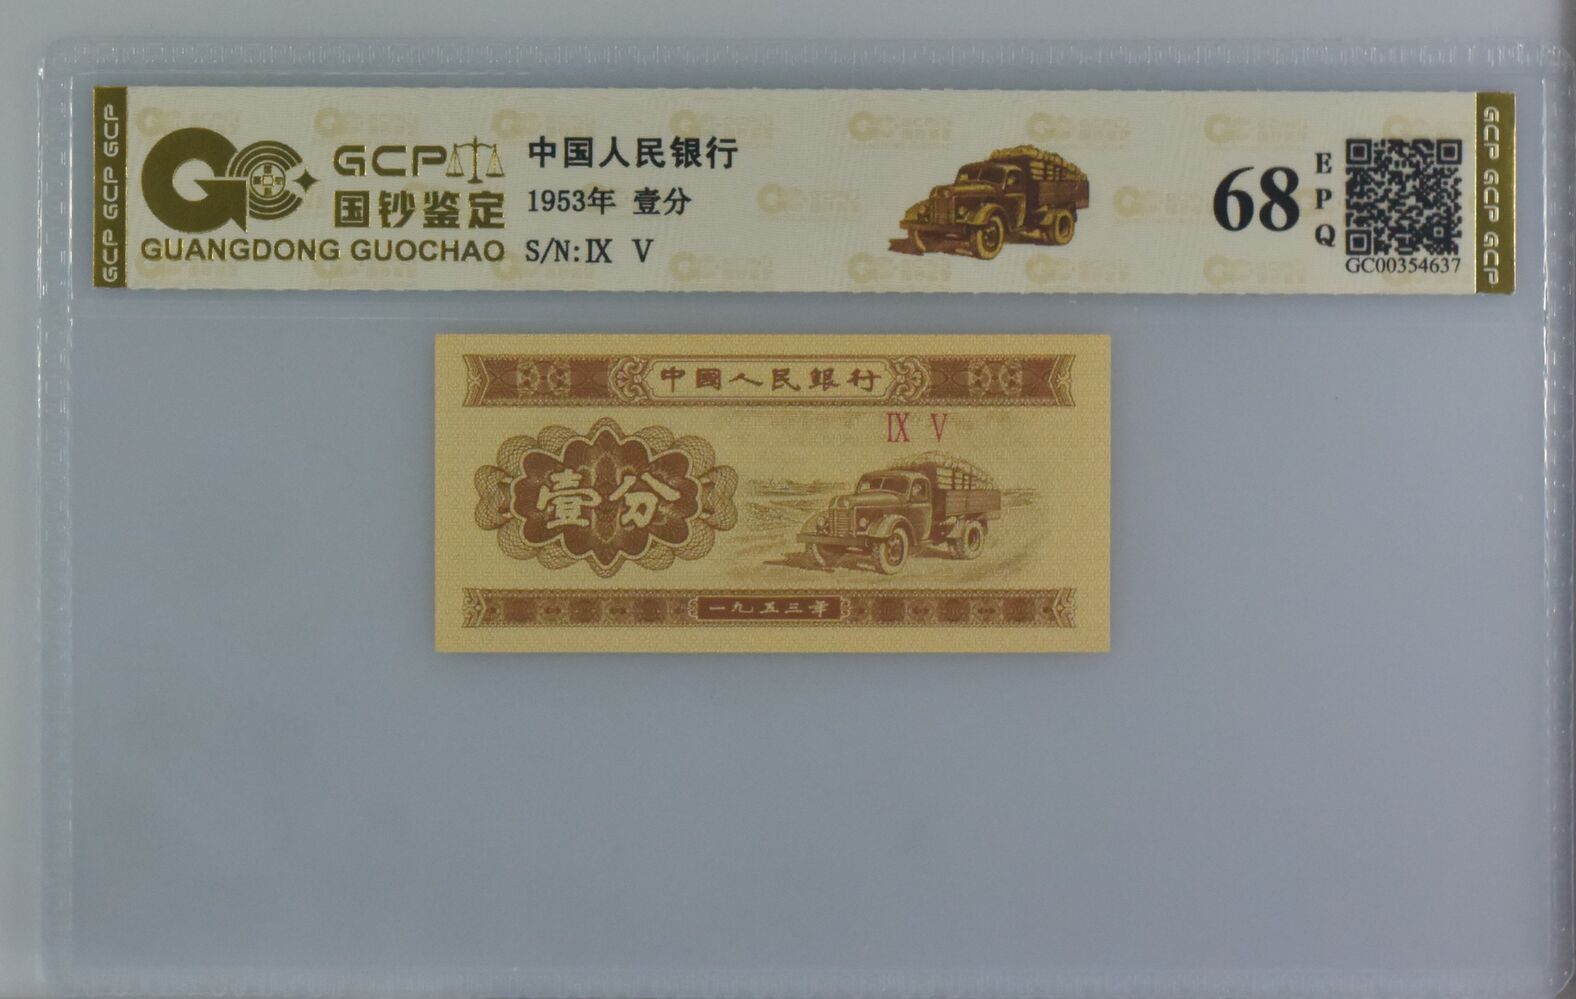 GCP GCP GCP
GCP
国钞鉴定
GUANGDONG GUOCHAO
中国人民银行
1953年 壹分
S/N:Ⅸ Ⅴ
68
EPQ
GC00354637
GCP GCP GCP
中國人民銀行
Ⅸ Ⅴ
壹分
一九五三年